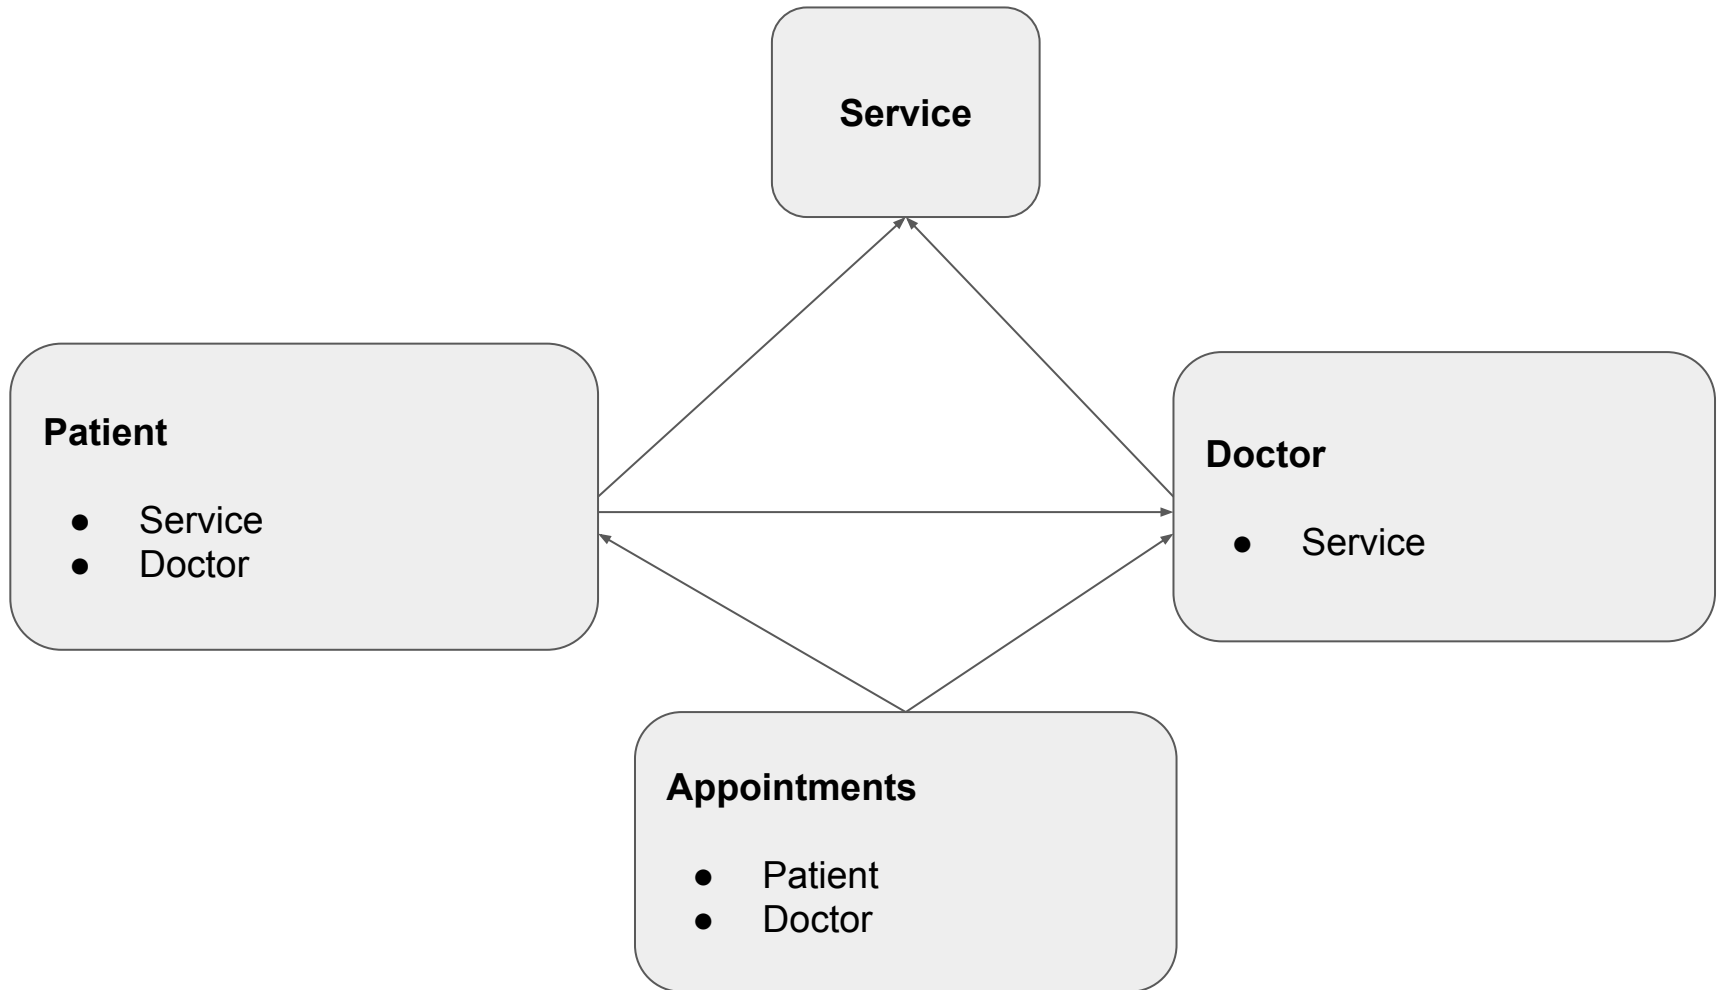 Service
Patient
● Service
● Doctor
Doctor
● Service
Appointments
● Patient
● Doctor